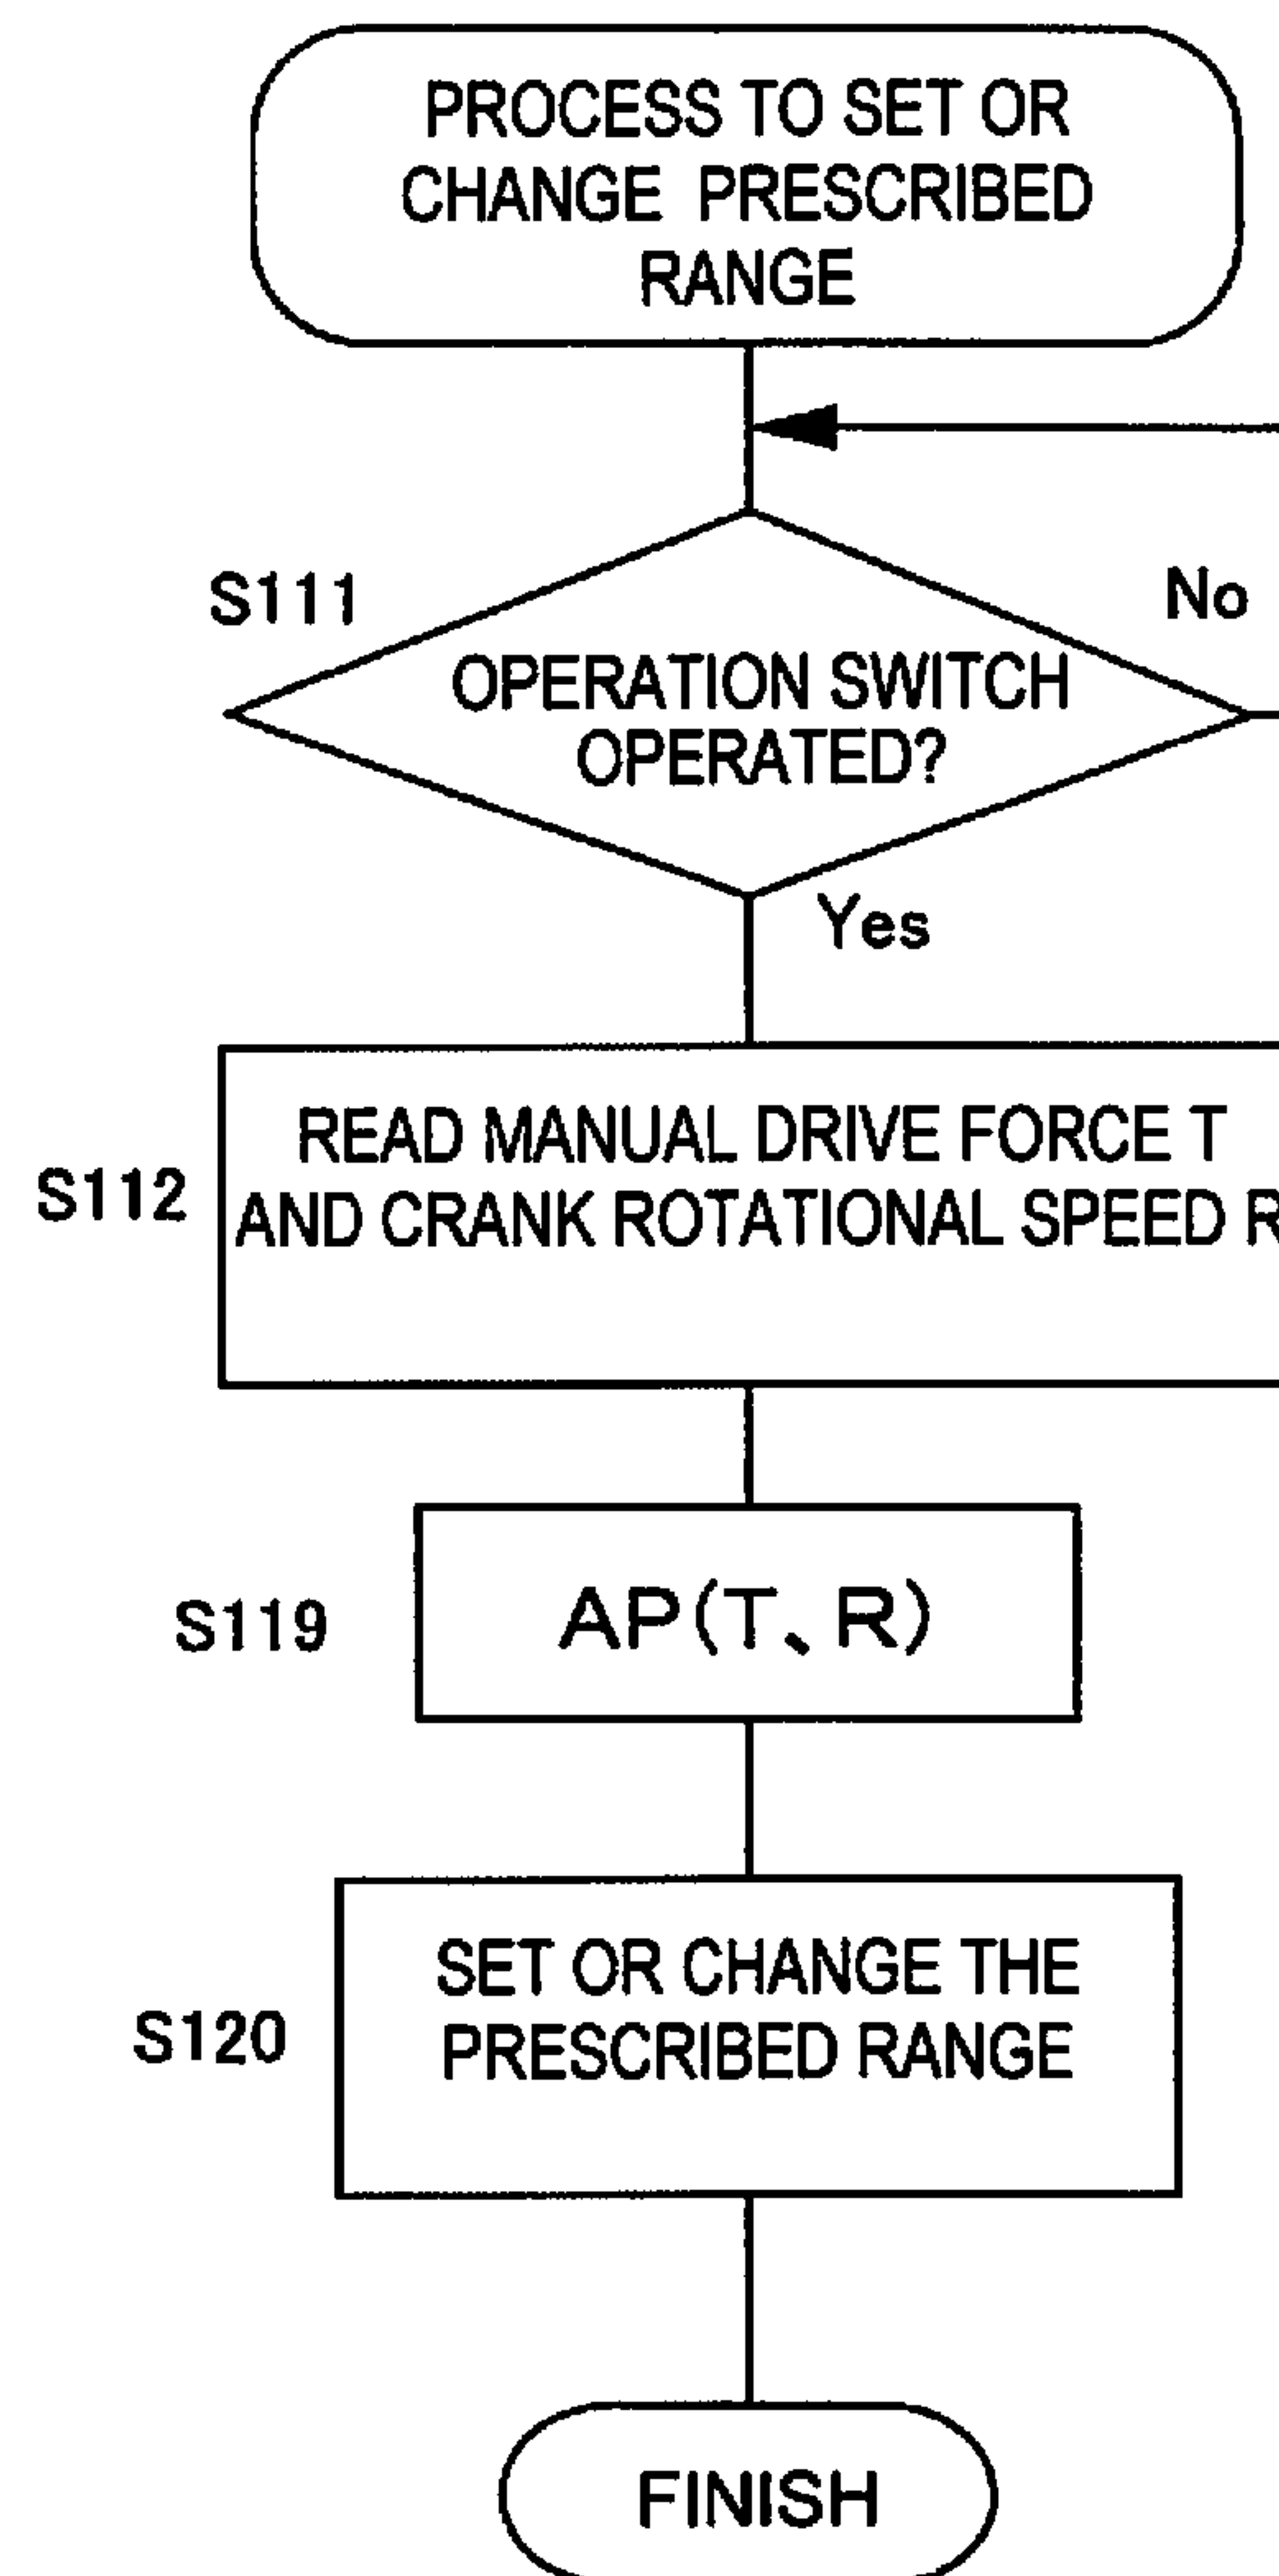 PROCESS TO SET OR
CHANGE PRESCRIBED
RANGE
S111
No
OPERATION SWITCH
OPERATED?
Yes
READ MANUAL DRIVE FORCE T
S112
AND CRANK ROTATIONAL SPEED R
S119
AP(T、R)
SET OR CHANGE THE
S120
PRESCRIBED RANGE
FINISH